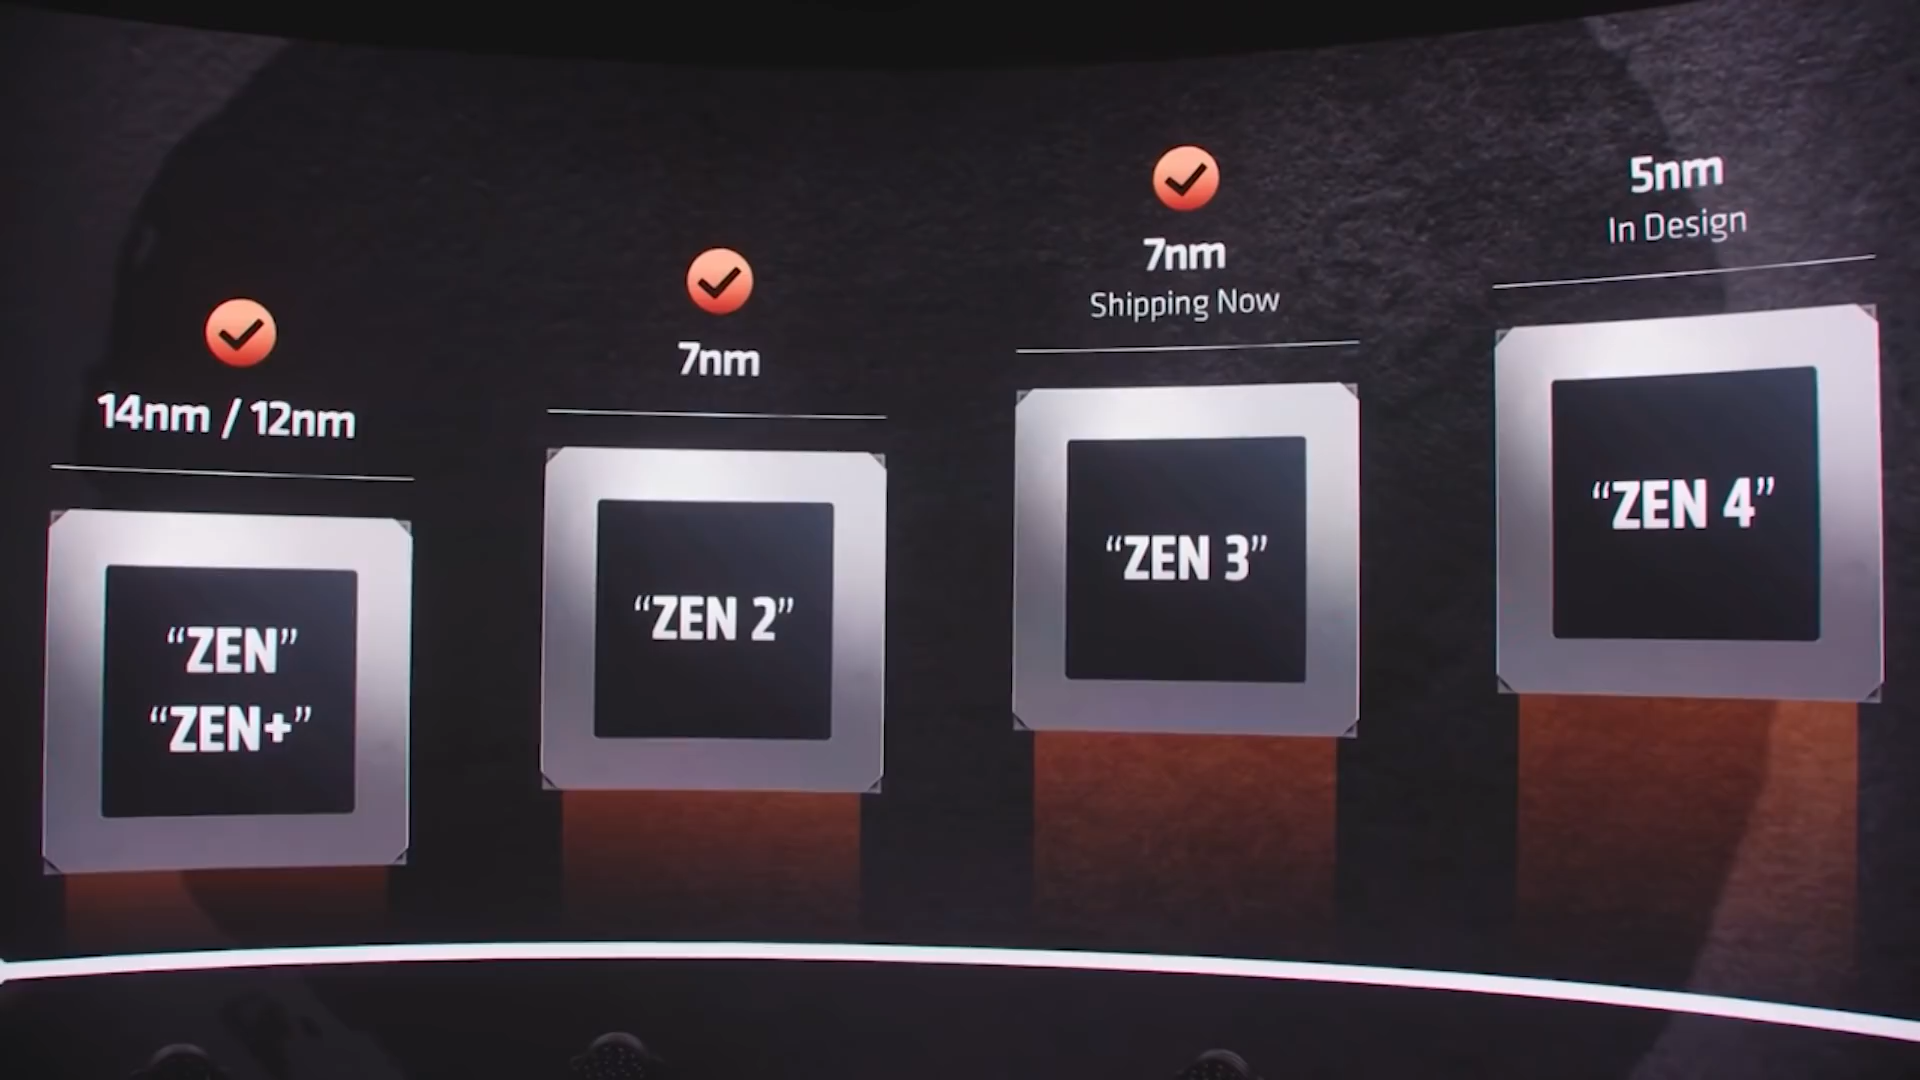 14nm / 12nm
“ZEN”
“ZEN+”
7nm
“ZEN 2”
7nm
Shipping Now
“ZEN 3”
5nm
In Design
“ZEN 4”